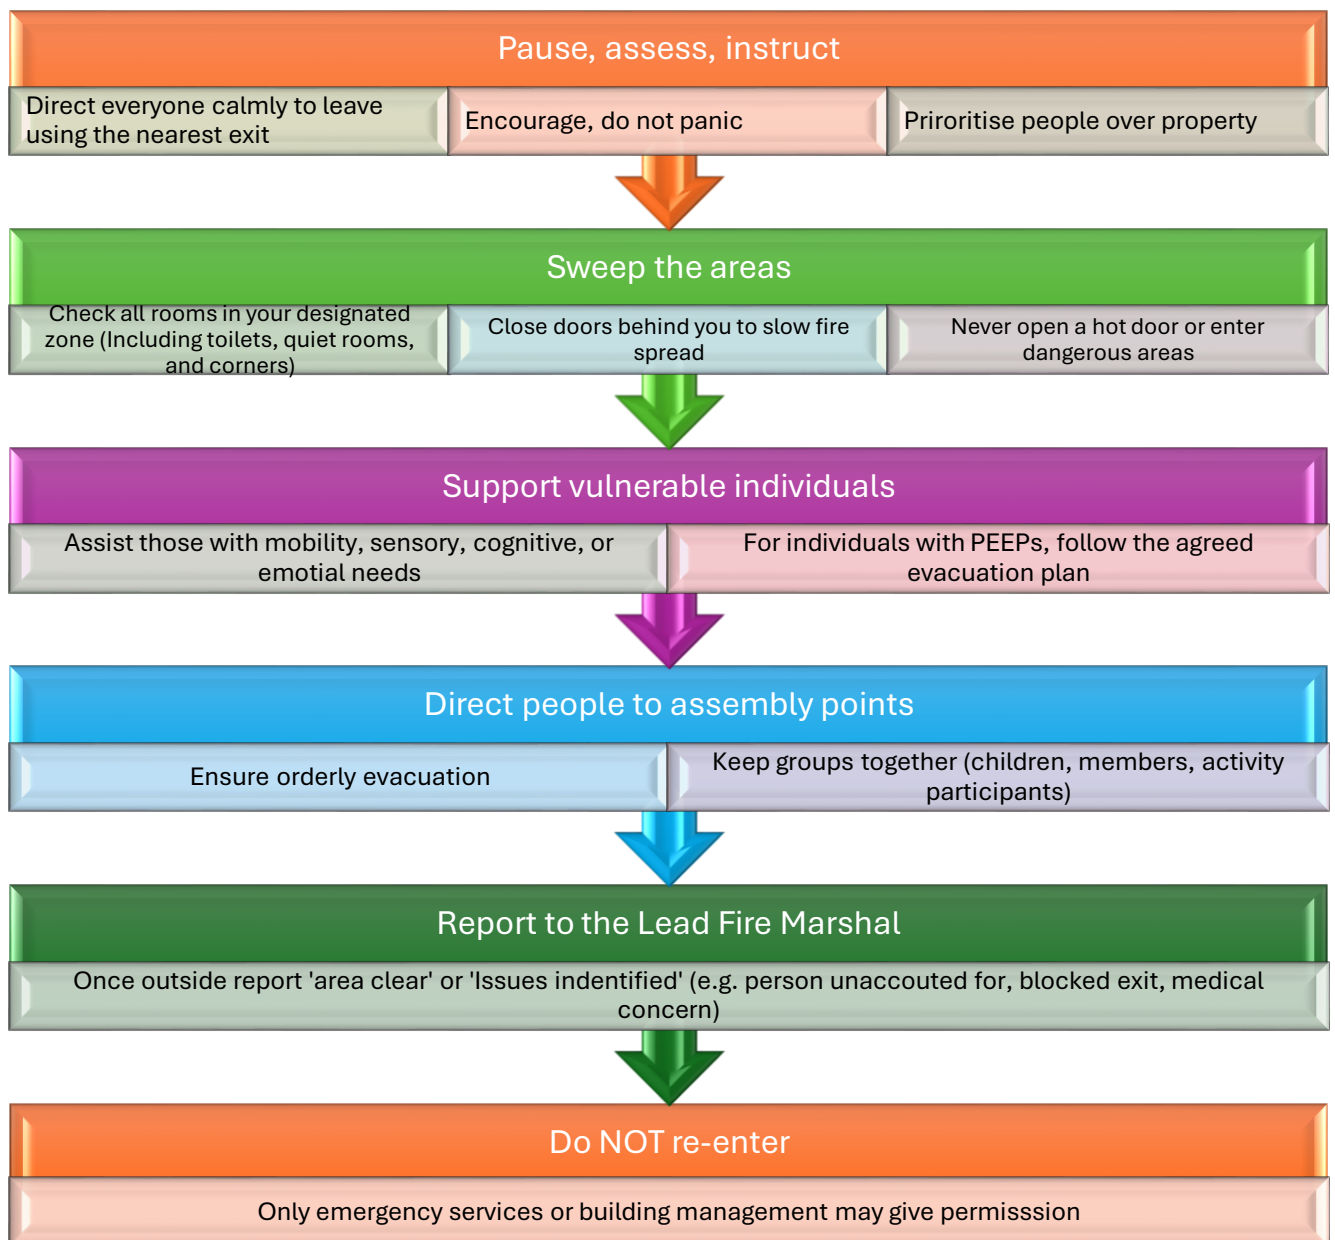 Pause, assess, instruct
Direct everyone calmly to leave
using the nearest exit
Encourage, do not panic
Priroritise people over property
Sweep the areas
Check all rooms in your designated
zone (Including toilets, quiet rooms,
and corners)
Close doors behind you to slow fire
spread
Never open a hot door or enter
dangerous areas
Support vulnerable individuals
Assist those with mobility, sensory, cognitive, or
emotial needs
For individuals with PEEPs, follow the agreed
evacuation plan
Direct people to assembly points
Ensure orderly evacuation
Keep groups together (children, members, activity
participants)
Report to the Lead Fire Marshal
Once outside report 'area clear' or 'Issues indentified' (e.g. person unaccouted for, blocked exit, medical
concern)
Do NOT re-enter
Only emergency services or building management may give permisssion